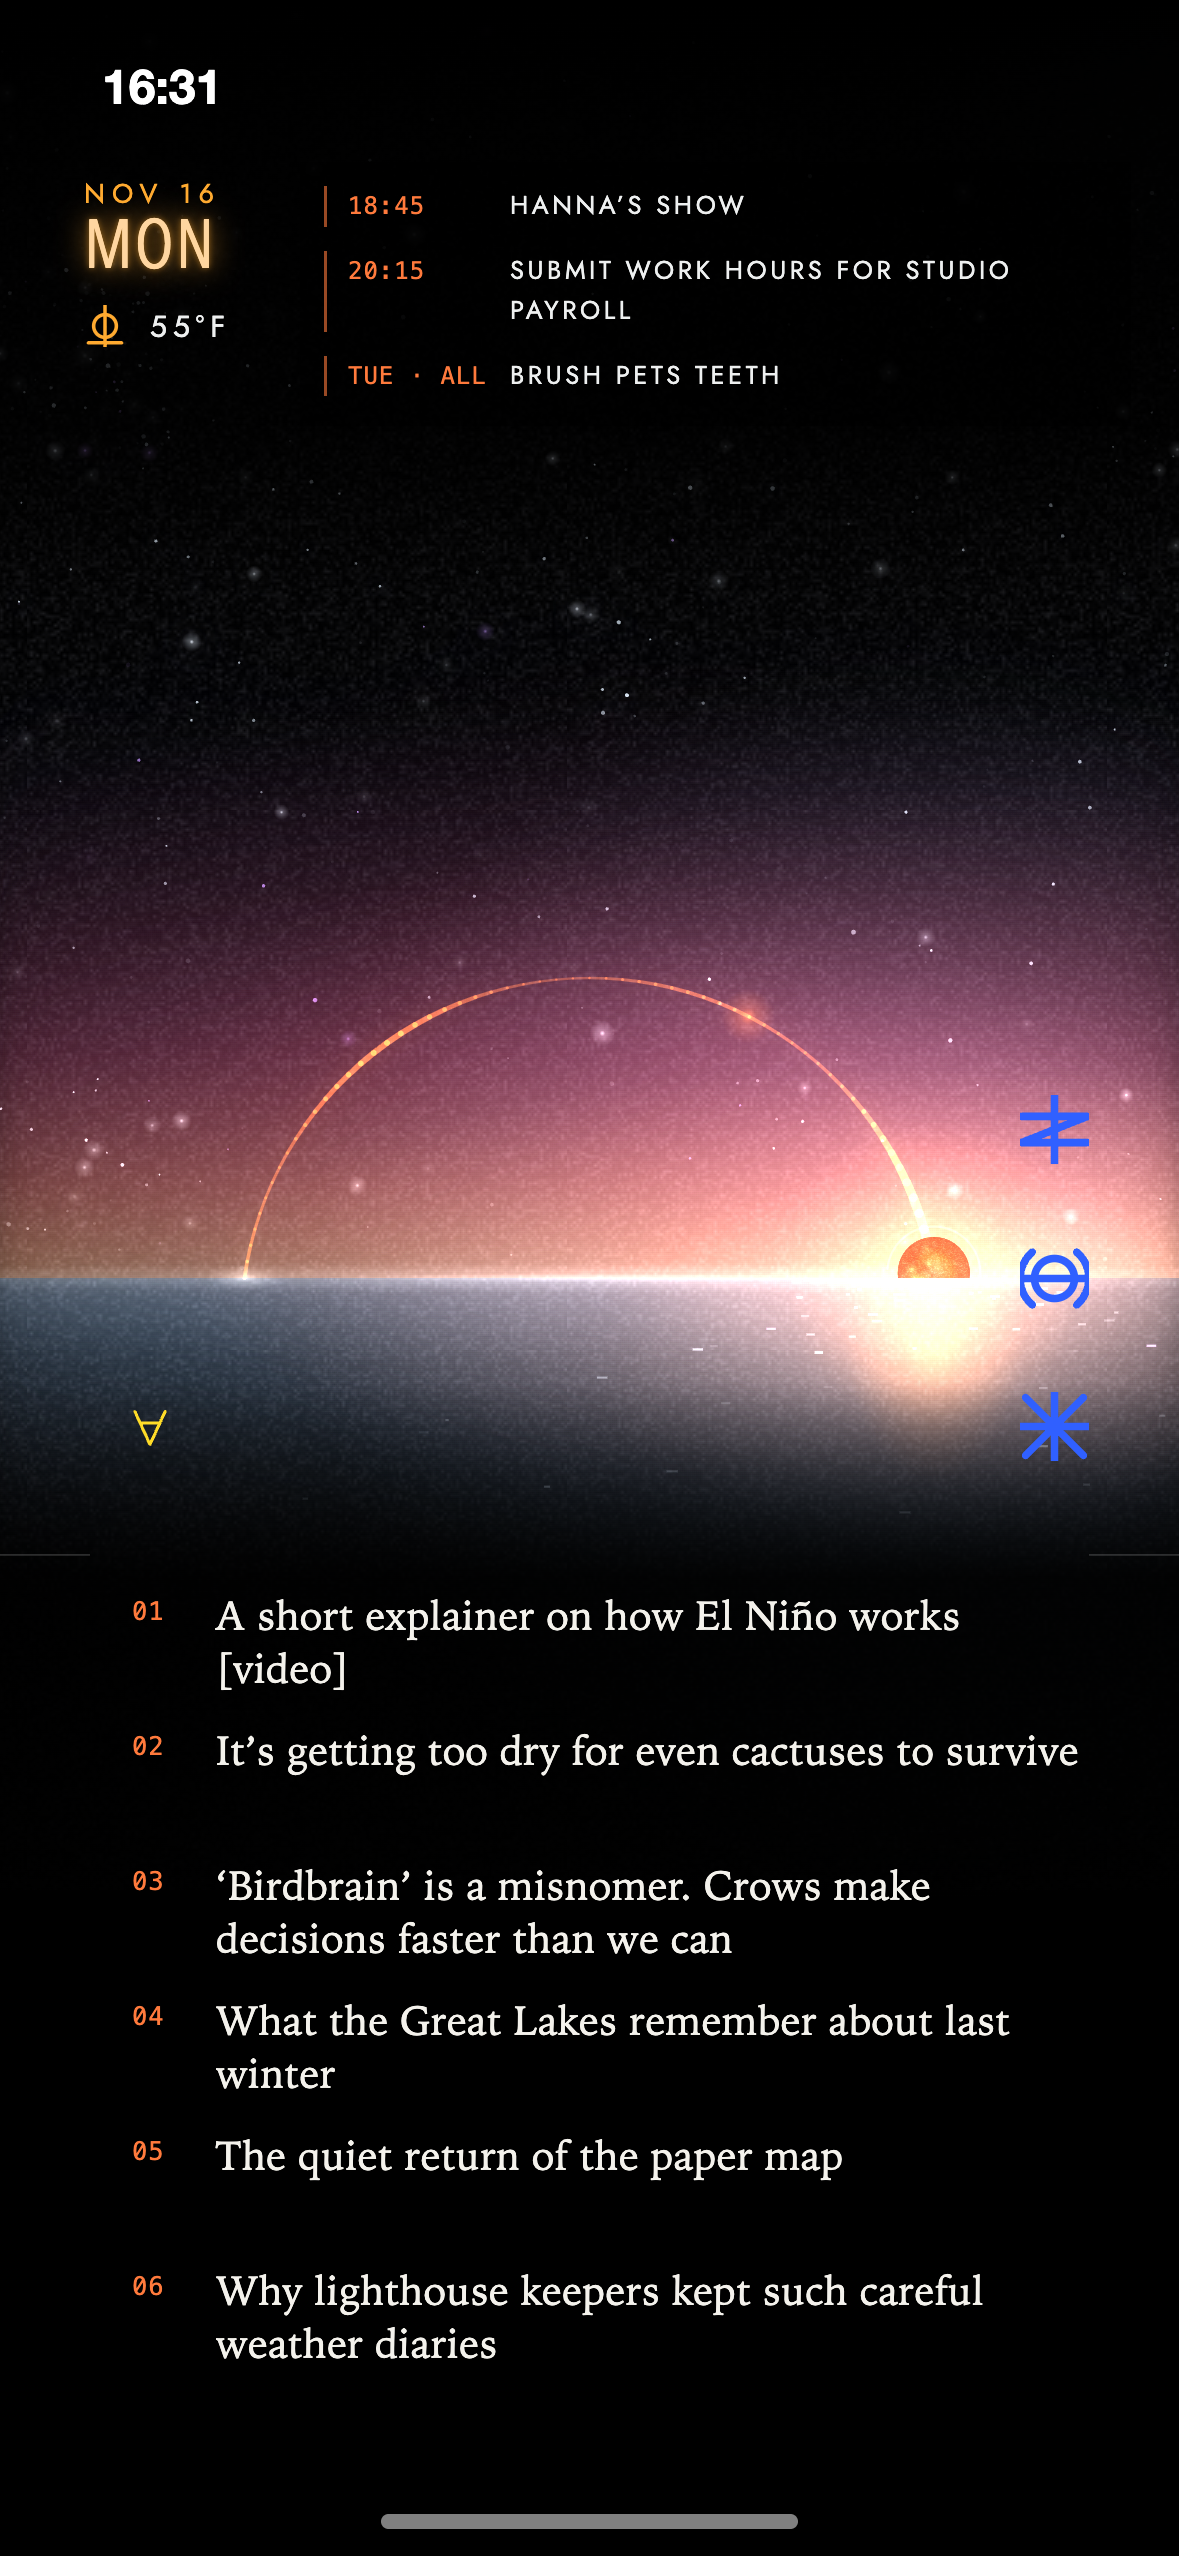 16:31
NOV 16
MON
55°F
18:45 HANNA’S SHOW
20:15 SUBMIT WORK HOURS FOR STUDIO
PAYROLL
TUE · ALL BRUSH PETS TEETH
01 A short explainer on how El Niño works
[video]
02 It’s getting too dry for even cactuses to survive
03 ‘Birdbrain’ is a misnomer. Crows make
decisions faster than we can
04 What the Great Lakes remember about last
winter
05 The quiet return of the paper map
06 Why lighthouse keepers kept such careful
weather diaries